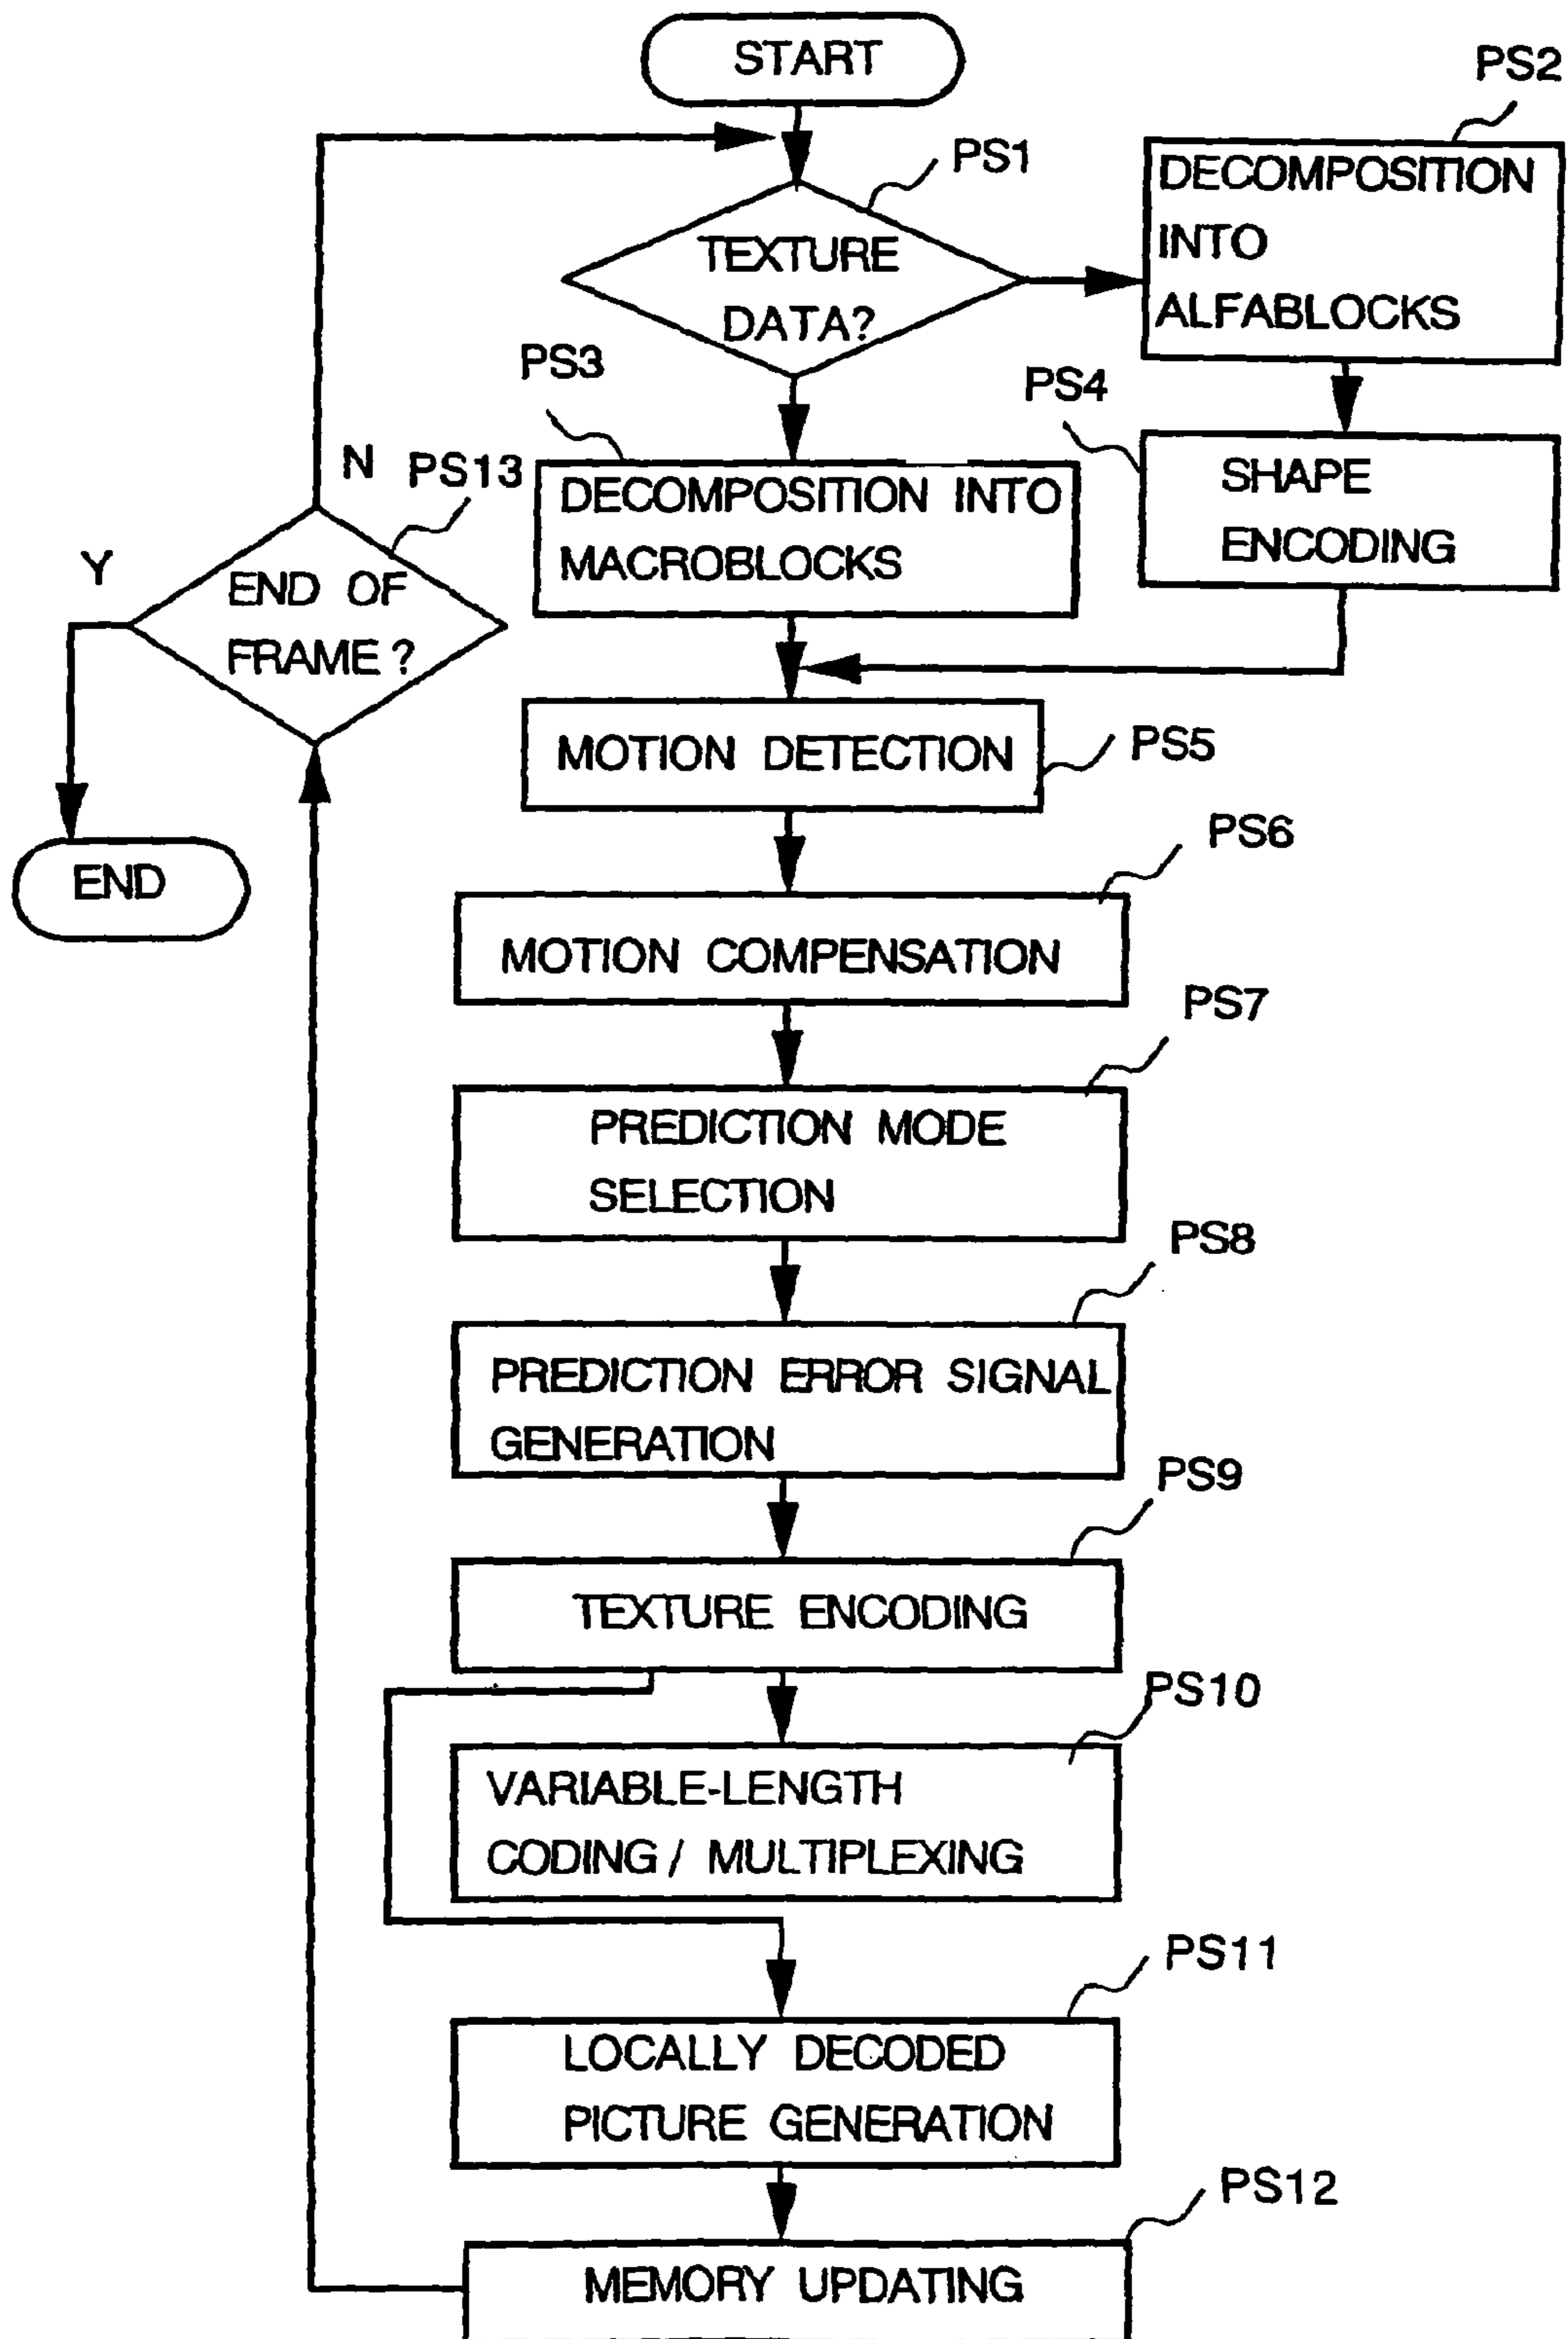 START
PS2
PS1
DECOMPOSITION
INTO
ALFABLOCKS
TEXTURE
DATA?
PS3
PS4
N
PS13
DECOMPOSITION INTO
MACROBLOCKS
SHAPE
ENCODING
Y
END OF
FRAME?
MOTION DETECTION
PS5
END
PS6
MOTION COMPENSATION
PS7
PREDICTION MODE
SELECTION
PS8
PREDICTION ERROR SIGNAL
GENERATION
PS9
TEXTURE ENCODING
PS10
VARIABLE-LENGTH
CODING / MULTIPLEXING
PS11
LOCALLY DECODED
PICTURE GENERATION
PS12
MEMORY UPDATING